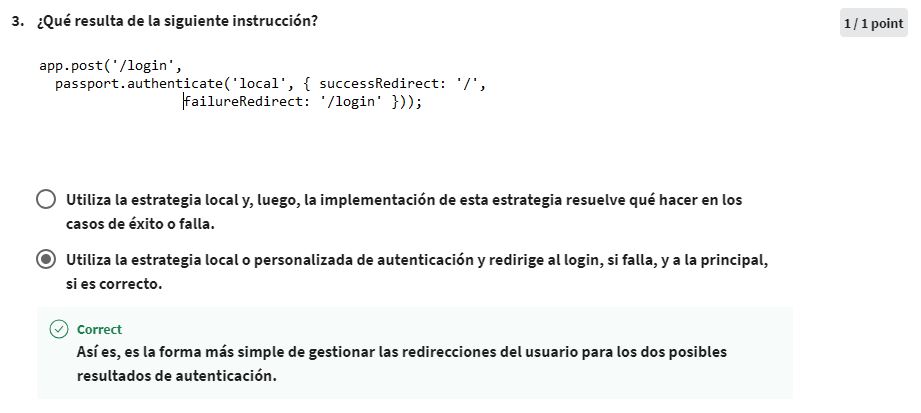 3. ¿Qué resulta de la siguiente instrucción?
1 / 1 point
app.post('/login',
passport.authenticate('local', { successRedirect: '/',
failureRedirect: '/login' }));
Utiliza la estrategia local y, luego, la implementación de esta estrategia resuelve qué hacer en los
casos de éxito o falla.
Utiliza la estrategia local o personalizada de autenticación y redirige al login, si falla, y a la principal,
si es correcto.
Correct
Así es, es la forma más simple de gestionar las redirecciones del usuario para los dos posibles
resultados de autenticación.